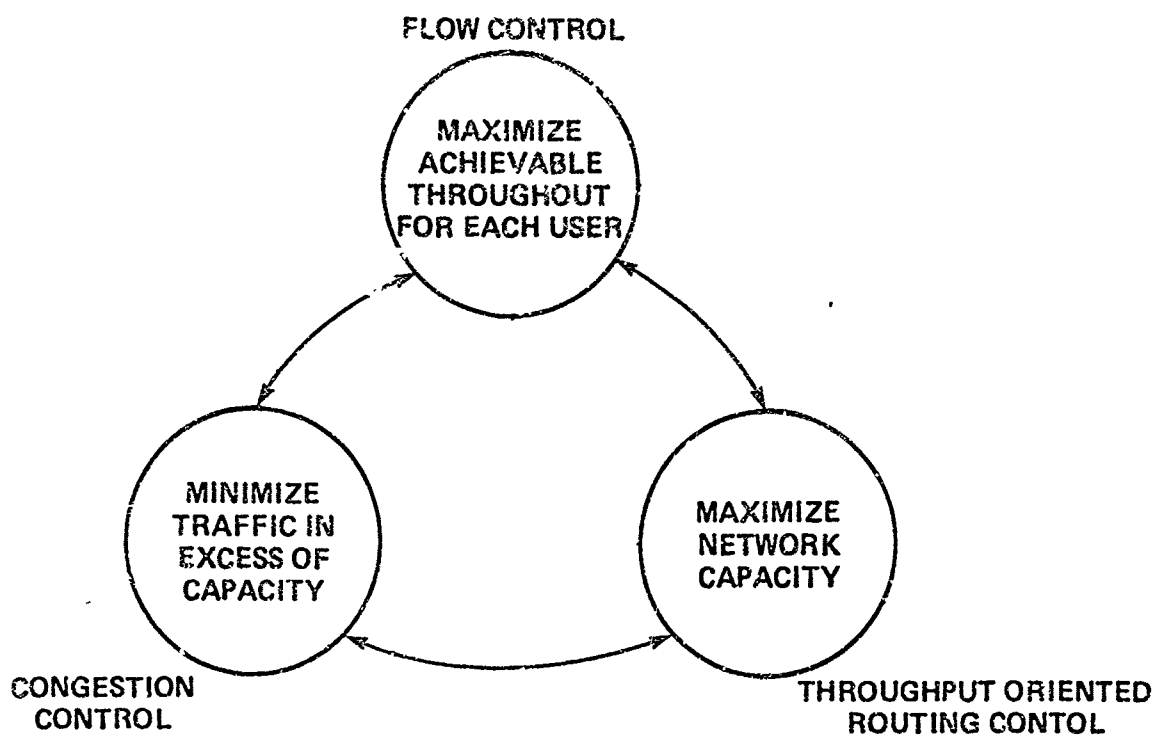 FLOW CONTROL
MAXIMIZE
ACHIEVABLE
THROUGHOUT
FOR EACH USER
MINIMIZE
TRAFFIC IN
EXCESS OF
CAPACITY
MAXIMIZE
NETWORK
CAPACITY
CONGESTION
CONTROL
THROUGHPUT ORIENTED
ROUTING CONTOL